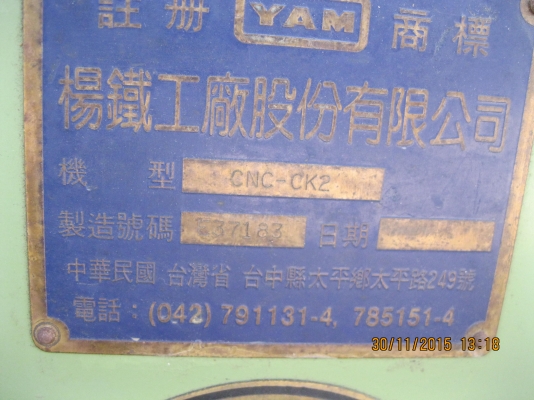 註冊 YAM 商標
楊鐵工廠股份有限公司
機型 CNC-CK2
製造號碼 37183 日期
中華民國 台灣省 台中縣太平鄉太平路249號
電話：(042) 791131-4, 785151-4
30/11/2015 13:18